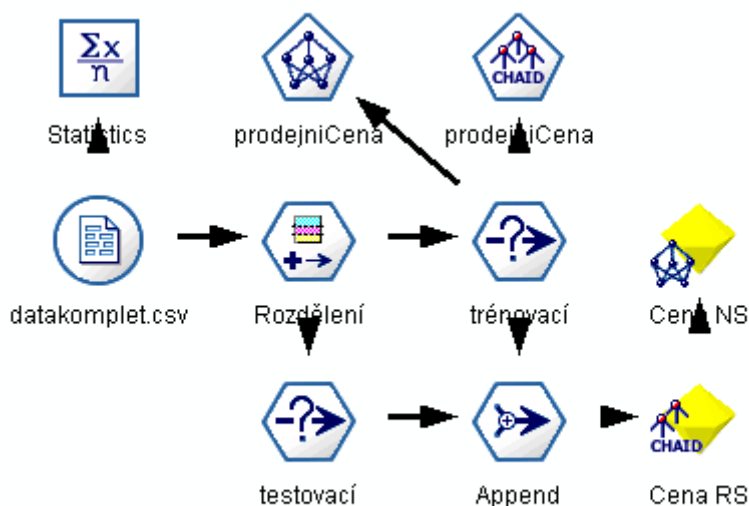 Σx
n
CHAID
Statistics
prodejniCena
prodejniCena
datakomplet.csv
Rozdělení
trénovací
Cena NS
CHAID
testovací
Append
Cena RS